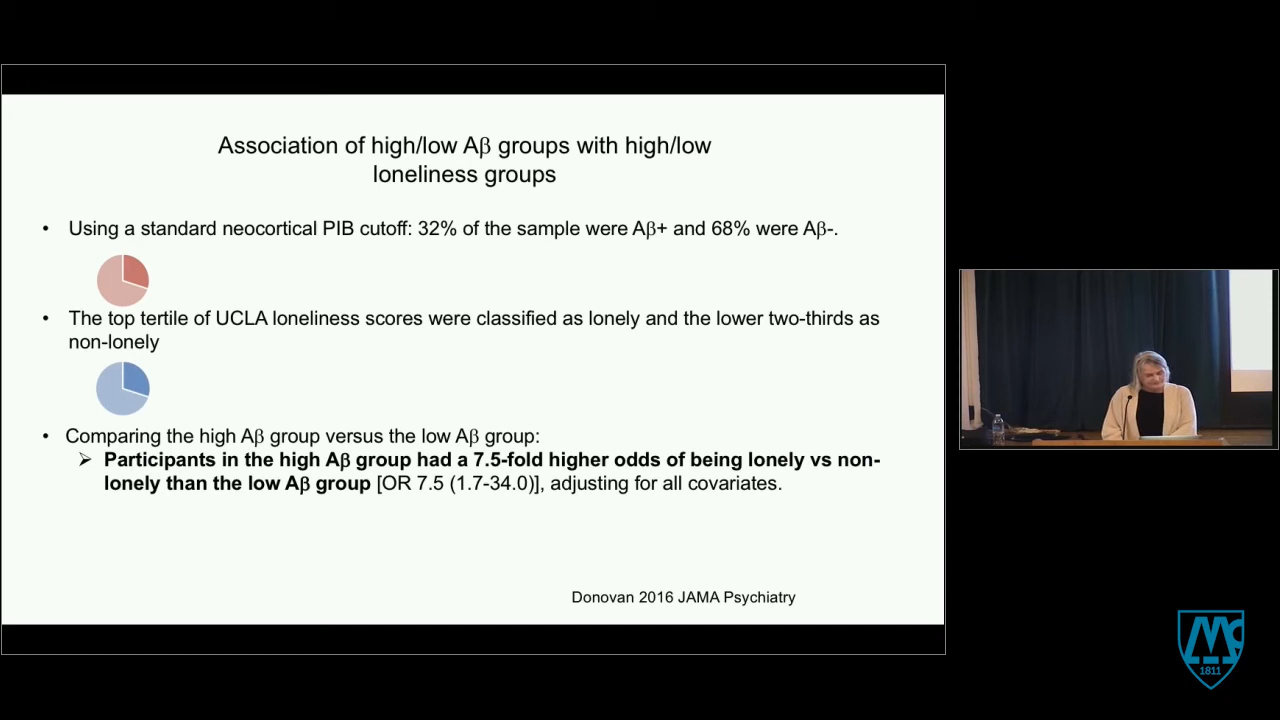 Association of high/low Aβ groups with high/low
loneliness groups
• Using a standard neocortical PIB cutoff: 32% of the sample were Aβ+ and 68% were Aβ-.
• The top tertile of UCLA loneliness scores were classified as lonely and the lower two-thirds as
non-lonely
• Comparing the high Aβ group versus the low Aβ group:
➢ Participants in the high Aβ group had a 7.5-fold higher odds of being lonely vs non-
lonely than the low Aβ group [OR 7.5 (1.7-34.0)], adjusting for all covariates.
Donovan 2016 JAMA Psychiatry
1811